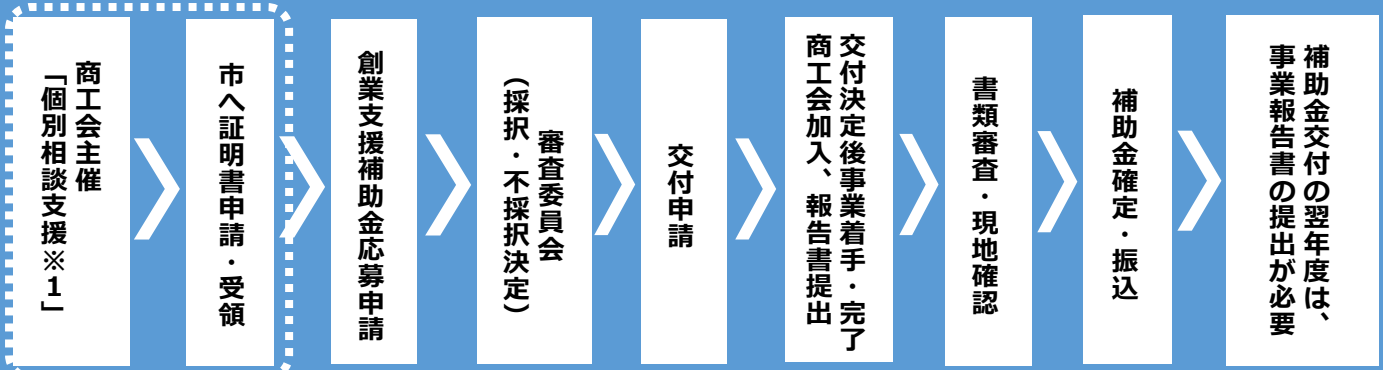 商工会主催
「個別相談支援※1」
市へ証明書申請・受領
創業支援補助金応募申請
審査委員会
（採択・不採択決定）
交付申請
交付決定後事業着手・完了
商工会加入、報告書提出
書類審査・現地確認
補助金確定・振込
補助金交付の翌年度は、
事業報告書の提出が必要